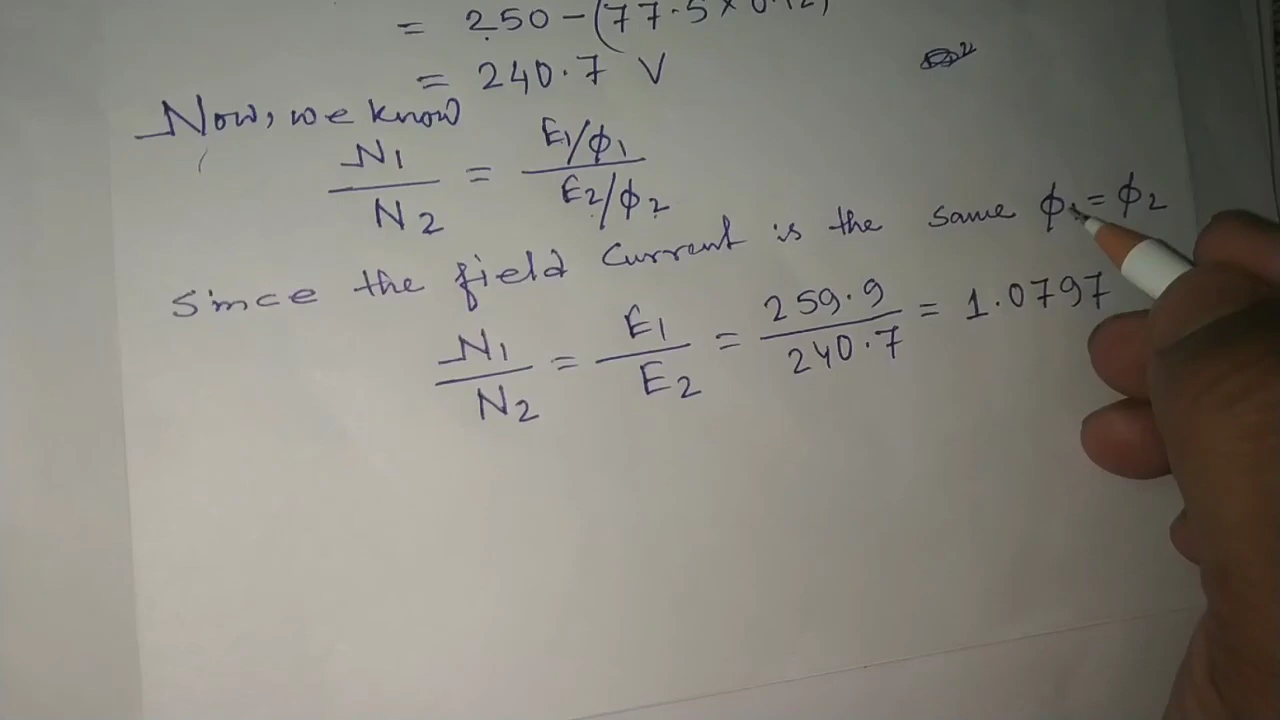 = 250 - (77.5 × 0.12)
= 240.7 V
Now, we know
N1/N2 = (E1/φ1)/(E2/φ2)
Since the field current is the same φ1 = φ2
N1/N2 = E1/E2 = 259.9/240.7 = 1.0797